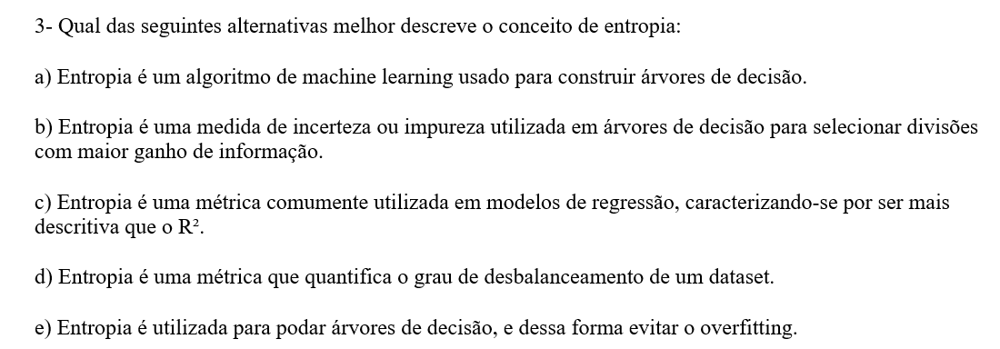 3- Qual das seguintes alternativas melhor descreve o conceito de entropia:
a) Entropia é um algoritmo de machine learning usado para construir árvores de decisão.
b) Entropia é uma medida de incerteza ou impureza utilizada em árvores de decisão para selecionar divisões
com maior ganho de informação.
c) Entropia é uma métrica comumente utilizada em modelos de regressão, caracterizando-se por ser mais
descritiva que o R².
d) Entropia é uma métrica que quantifica o grau de desbalanceamento de um dataset.
e) Entropia é utilizada para podar árvores de decisão, e dessa forma evitar o overfitting.